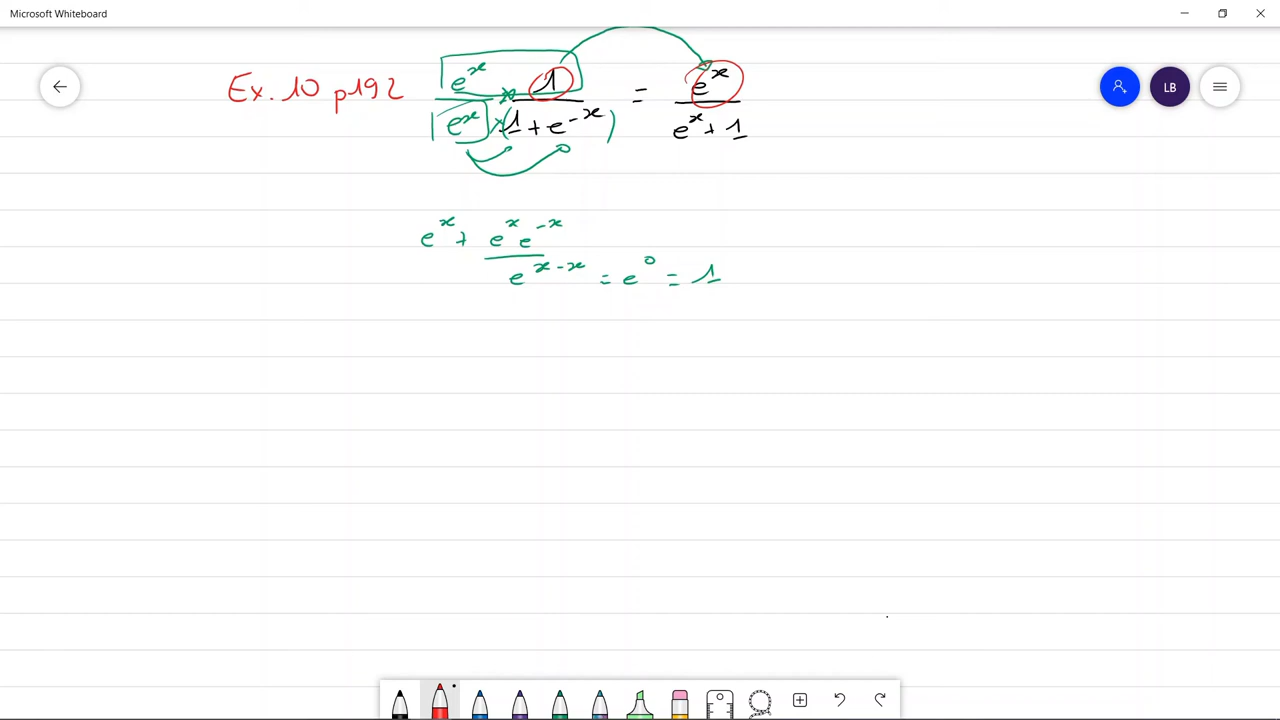 Microsoft Whiteboard
LB
Ex. 10 p192 e^x/e^x × 1/(1 + e^-x) = e^x/(e^x + 1)
e^x + e^x e^-x
e^(x-x) = e^0 = 1